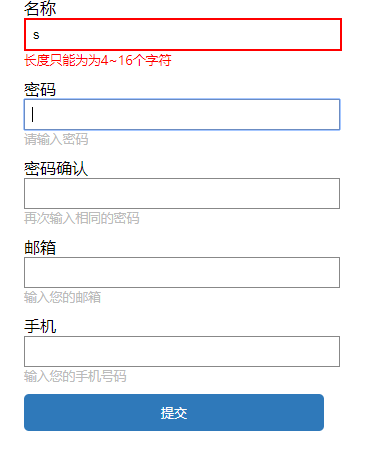 名称
s
长度只能为为4~16个字符
密码
请输入密码
密码确认
再次输入相同的密码
邮箱
输入您的邮箱
手机
输入您的手机号码
提交